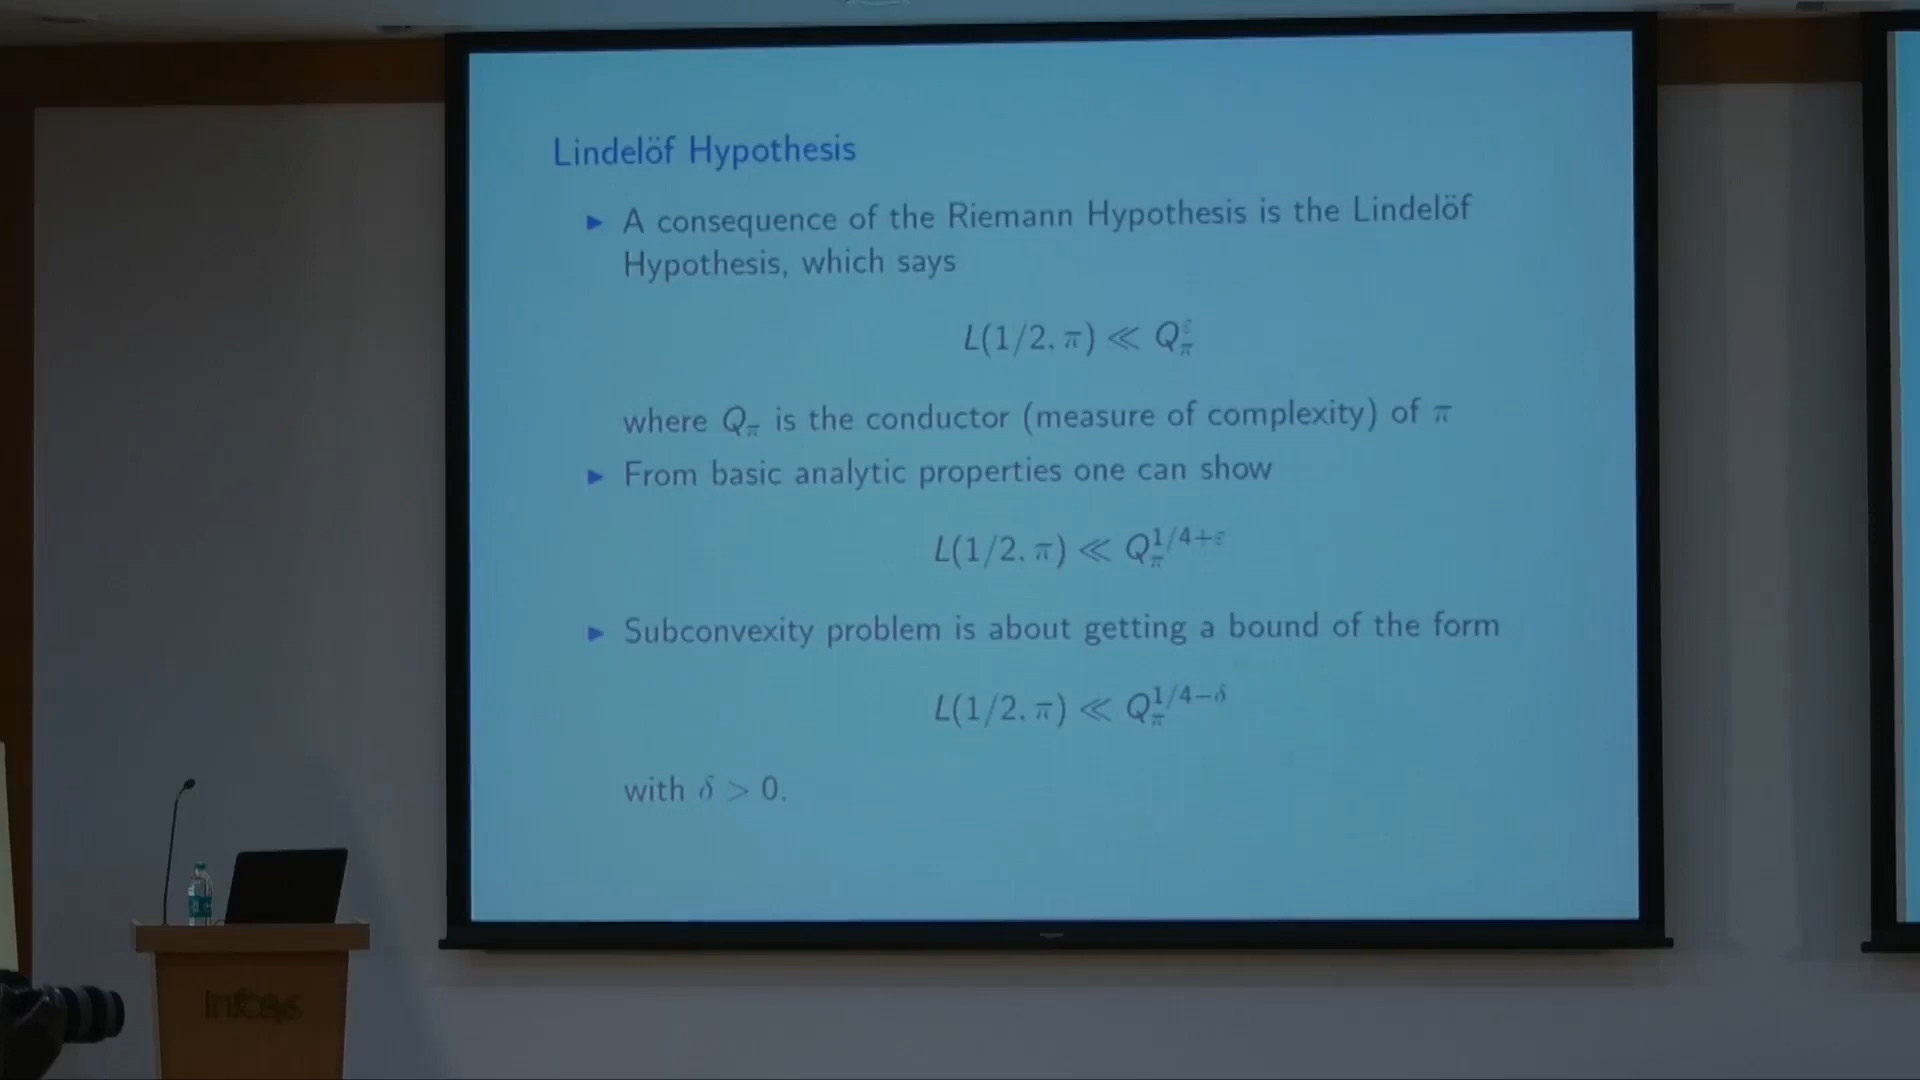 Lindelöf Hypothesis
▶ A consequence of the Riemann Hypothesis is the Lindelöf
Hypothesis, which says
L(1/2, π) ≪ Q_π^ε
where Q_π is the conductor (measure of complexity) of π
▶ From basic analytic properties one can show
L(1/2, π) ≪ Q_π^{1/4+ε}
▶ Subconvexity problem is about getting a bound of the form
L(1/2, π) ≪ Q_π^{1/4−δ}
with δ > 0.
Infosys